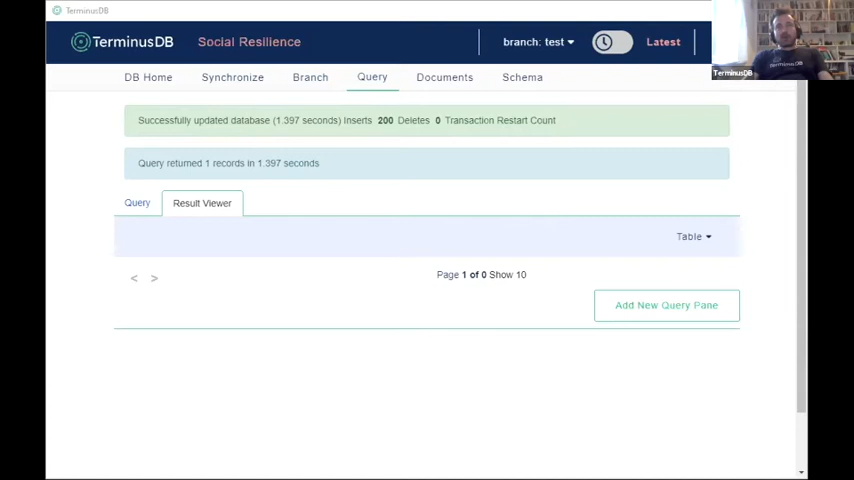 TerminusDB
TerminusDB Social Resilience branch: test Latest
TerminusDB
TerminusDB
DB Home Synchronize Branch Query Documents Schema
Successfully updated database (1.397 seconds) Inserts 200 Deletes 0 Transaction Restart Count
Query returned 1 records in 1.397 seconds
Query Result Viewer
Table
< > Page 1 of 0 Show 10
Add New Query Pane